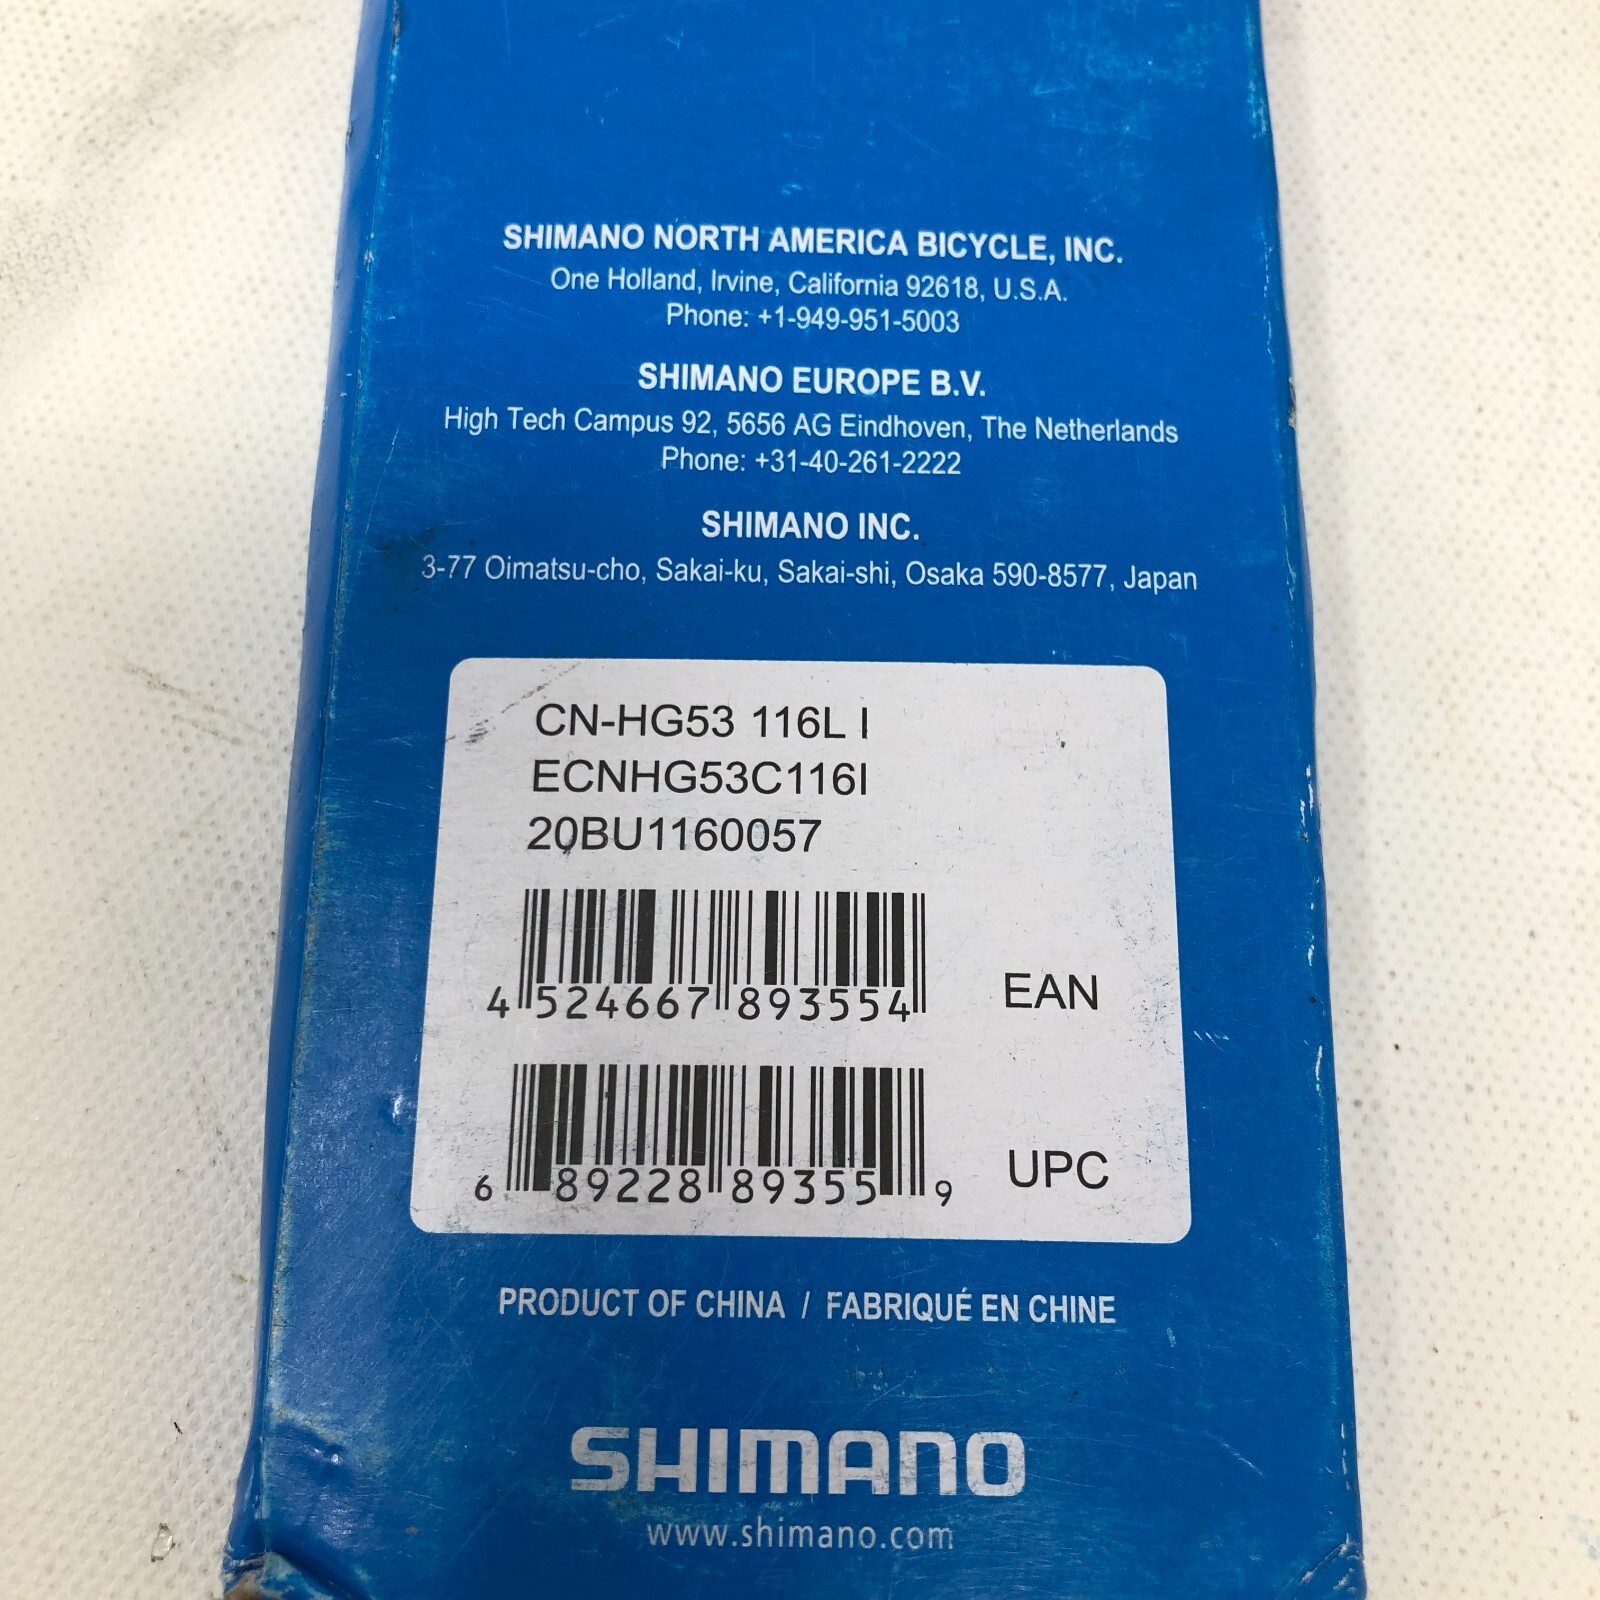 SHIMANO NORTH AMERICA BICYCLE, INC.
One Holland, Irvine, California 92618, U.S.A.
Phone: +1-949-951-5003
SHIMANO EUROPE B.V.
High Tech Campus 92, 5656 AG Eindhoven, The Netherlands
Phone: +31-40-261-2222
SHIMANO INC.
3-77 Oimatsu-cho, Sakai-ku, Sakai-shi, Osaka 590-8577, Japan
CN-HG53 116L I
ECNHG53C116I
20BU1160057
4 524667 893554 EAN
6 89228 89355 9 UPC
PRODUCT OF CHINA / FABRIQUÉ EN CHINE
SHIMANO
www.shimano.com